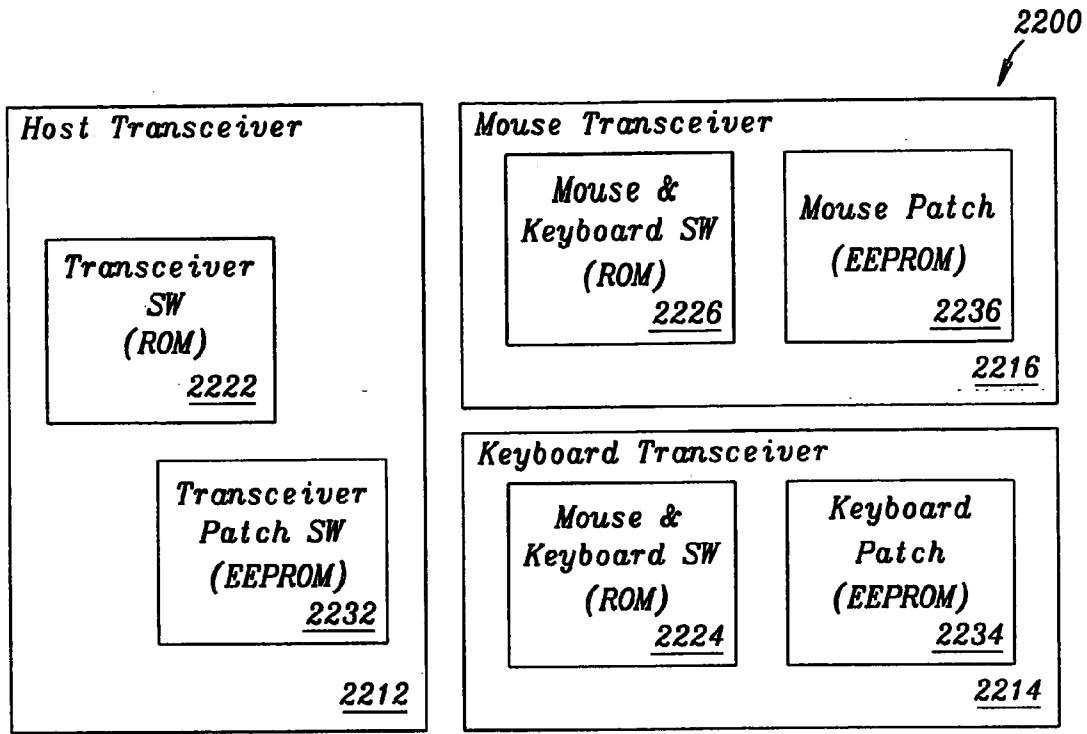 2200
Host Transceiver
Transceiver
SW
(ROM)
2222
Transceiver
Patch SW
(EEPROM)
2232
2212
Mouse Transceiver
Mouse &
Keyboard SW
(ROM)
2226
Mouse Patch
(EEPROM)
2236
2216
Keyboard Transceiver
Mouse &
Keyboard SW
(ROM)
2224
Keyboard
Patch
(EEPROM)
2234
2214